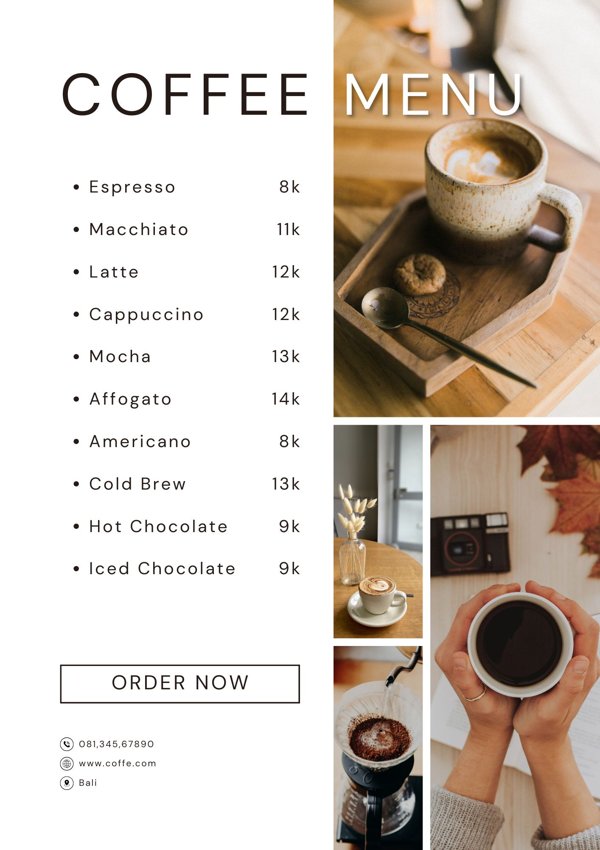 COFFEE MENU
• Espresso 8k
• Macchiato 11k
• Latte 12k
• Cappuccino 12k
• Mocha 13k
• Affogato 14k
• Americano 8k
• Cold Brew 13k
• Hot Chocolate 9k
• Iced Chocolate 9k
ORDER NOW
081,345,67890
www.coffe.com
Bali